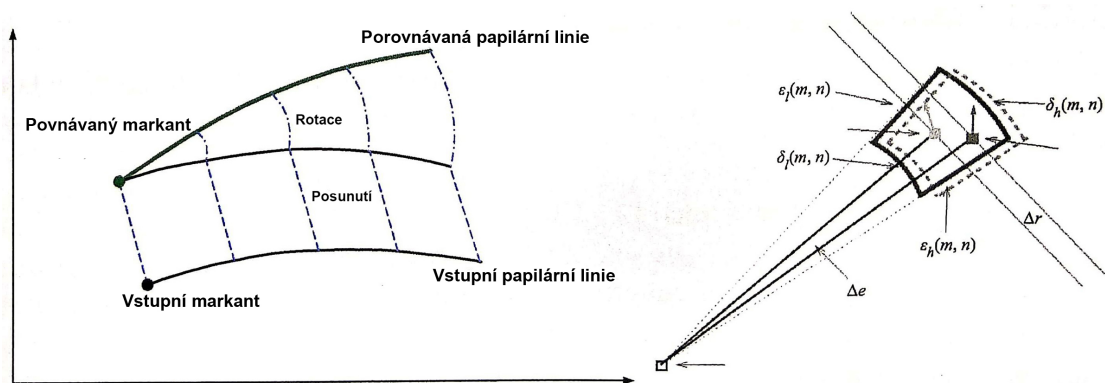 Porovnávaná papilární linie
Povnávaný markant
Rotace
Posunutí
Vstupní papilární linie
Vstupní markant
εl(m, n)
δh(m, n)
δl(m, n)
Δr
εh(m, n)
Δe